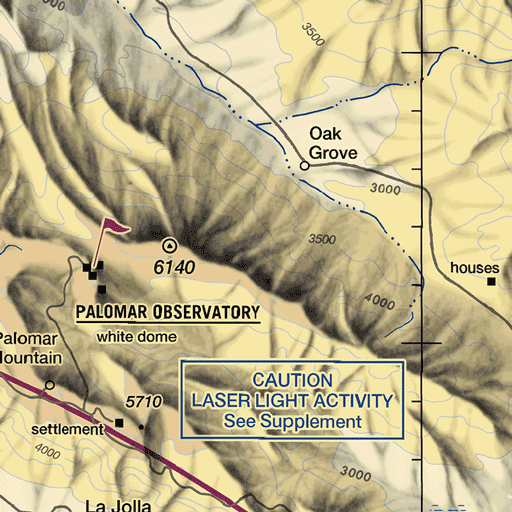 3500
Oak
Grove
3000
3500
6140
houses
4000
PALOMAR OBSERVATORY
white dome
Palomar
Mountain
CAUTION
LASER LIGHT ACTIVITY
See Supplement
5710
settlement
4000
3000
La Jolla